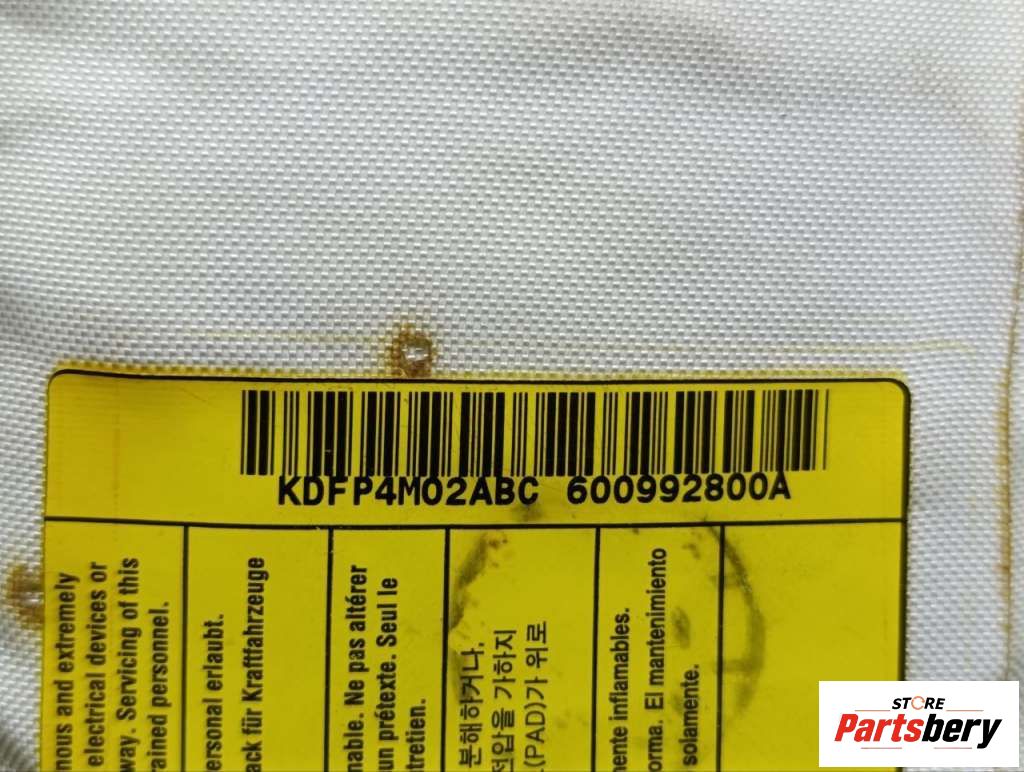 KDFP4M02ABC 600992800A
nous and extremely
electrical devices or
way. Servicing of this
rained personnel.
ersonal erlaubt.
ack für Kraftfahrzeuge
mable. Ne pas altérer
un prétexte. Seul le
ntretien.
분해하거나,
전압을 가하지
(PAD)가 위로
mente inflamables.
orma. El mantenimiento
solamente.
STORE
Partsbery